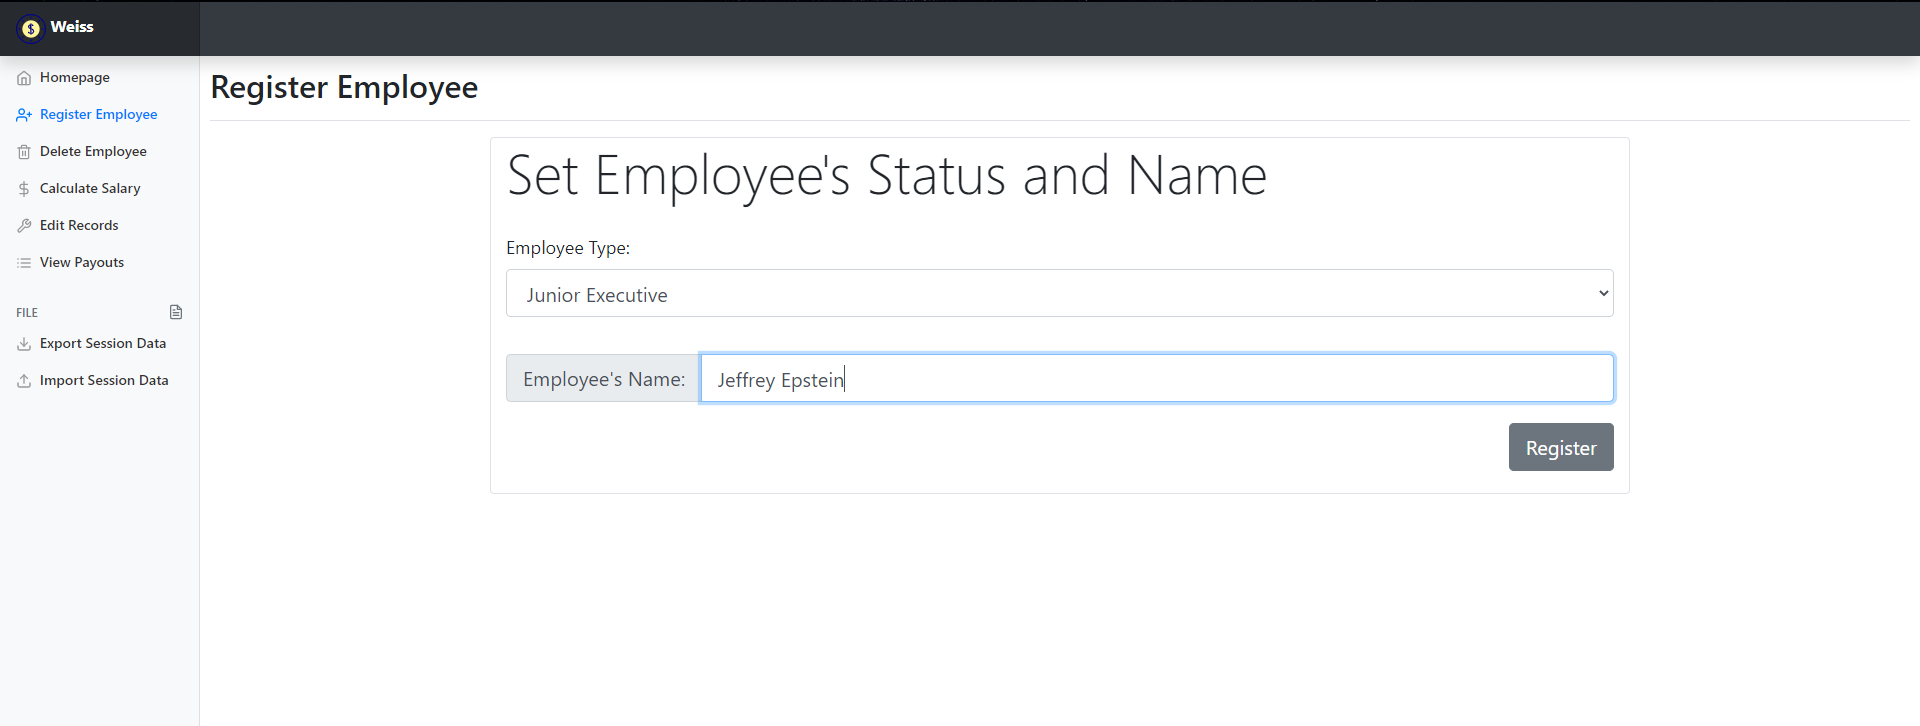 Weiss
Homepage
Register Employee
Delete Employee
Calculate Salary
Edit Records
View Payouts
FILE
Export Session Data
Import Session Data
Register Employee
Set Employee's Status and Name
Employee Type:
Junior Executive
Employee's Name: Jeffrey Epstein
Register